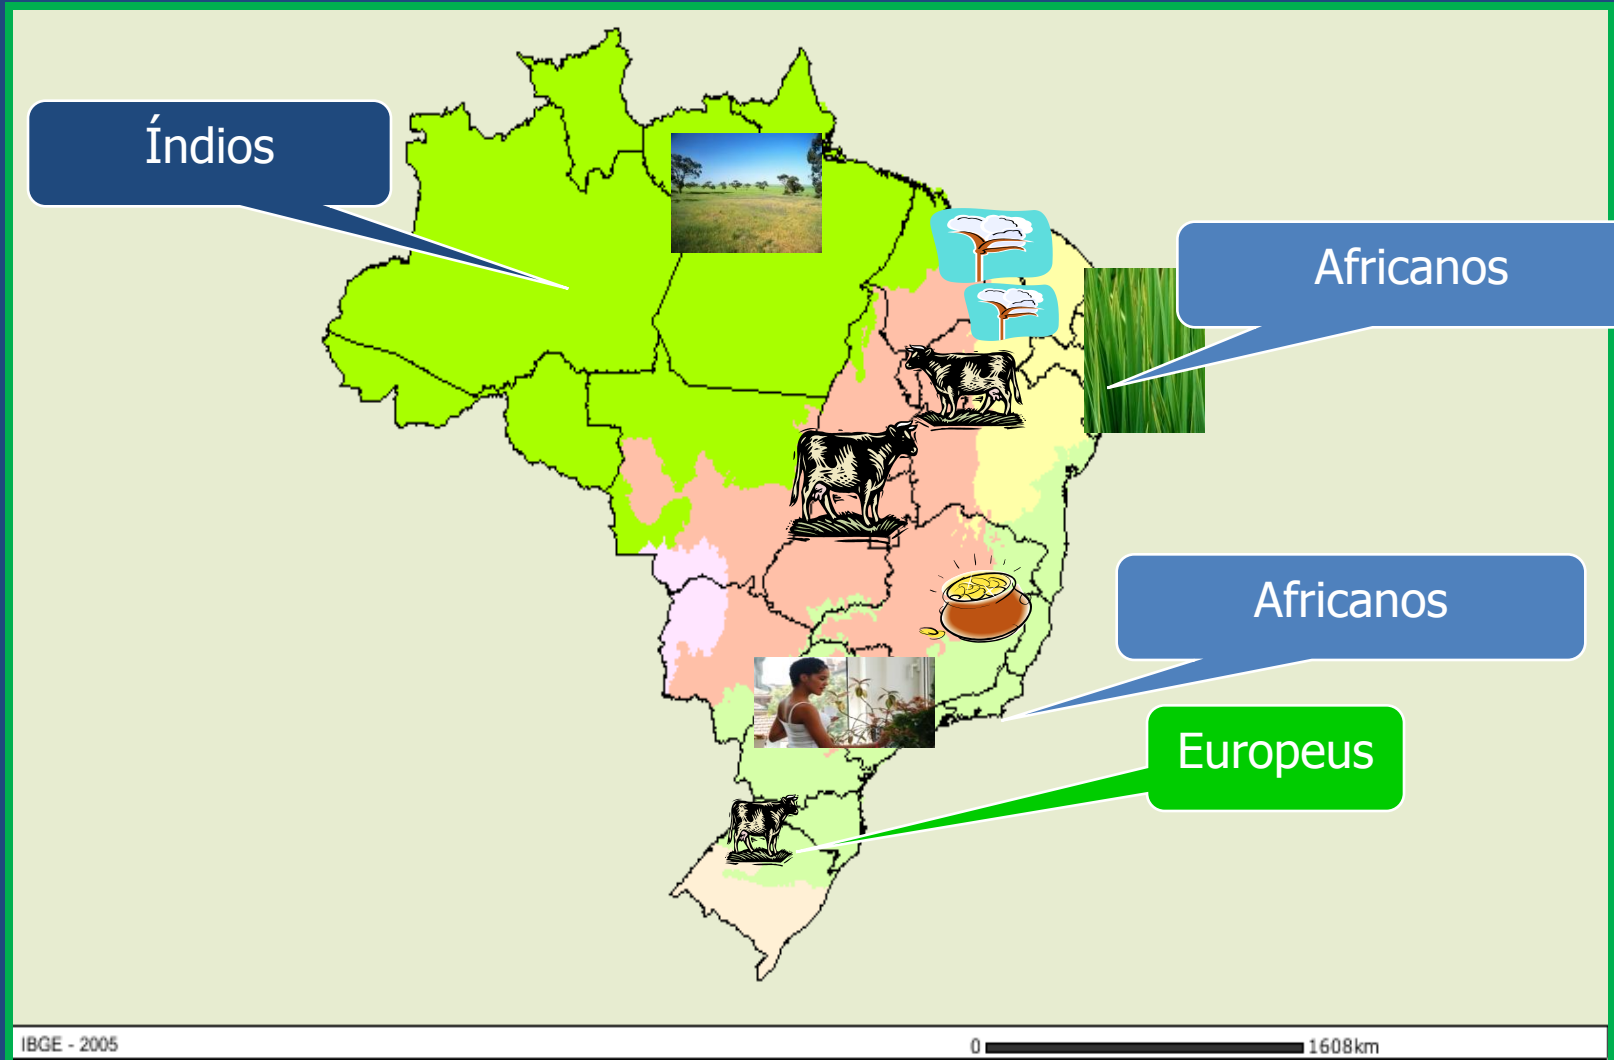 Índios
Africanos
Africanos
Europeus
IBGE - 2005
0
1608km